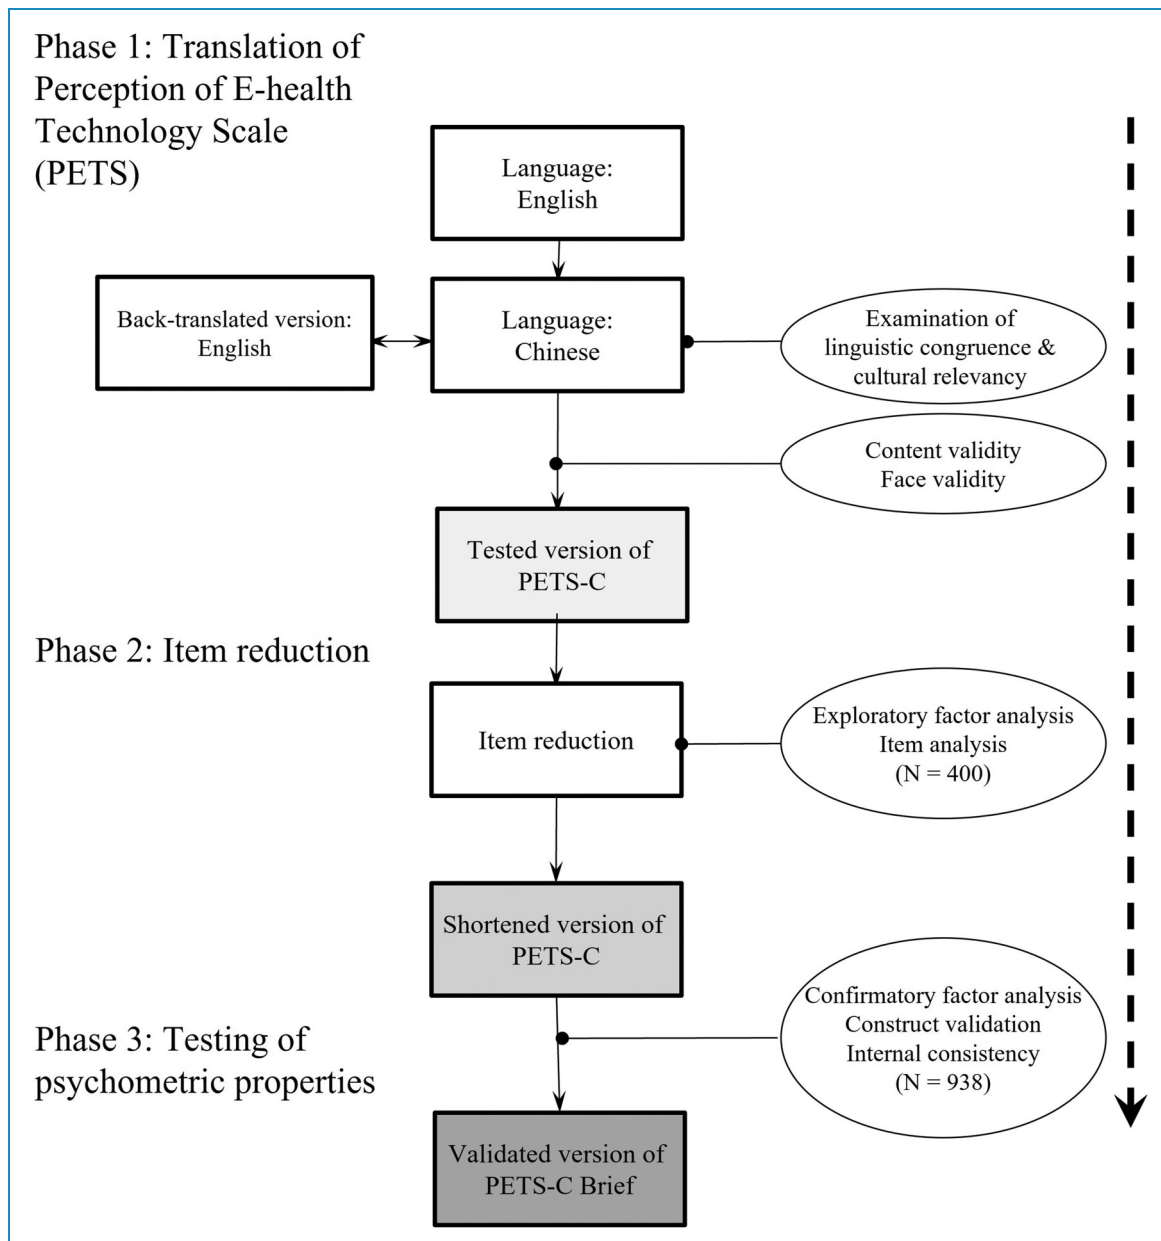 Phase 1: Translation of
Perception of E-health
Technology Scale
(PETS)
Language:
English
Back-translated version:
English
Language:
Chinese
Examination of
linguistic congruence &
cultural relevancy
Content validity
Face validity
Tested version of
PETS-C
Phase 2: Item reduction
Item reduction
Exploratory factor analysis
Item analysis
(N = 400)
Shortened version of
PETS-C
Phase 3: Testing of
psychometric properties
Confirmatory factor analysis
Construct validation
Internal consistency
(N = 938)
Validated version of
PETS-C Brief